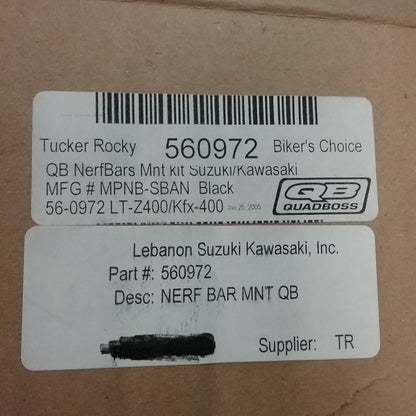 Tucker Rocky 560972 Biker's Choice
QB NerfBars Mnt kit Suzuki/Kawasaki
MFG # MPNB-SBAN Black
56-0972 LT-Z400/Kfx-400 Jan 25, 2005
QB
QUADBOSS
Lebanon Suzuki Kawasaki, Inc.
Part #: 560972
Desc: NERF BAR MNT QB
Supplier: TR